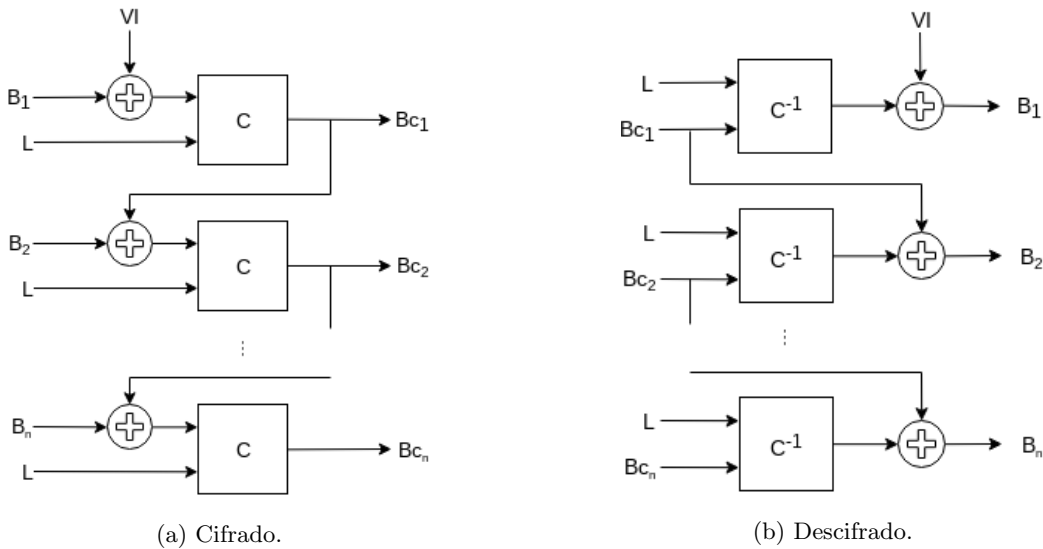 VI
B1
L
C
Bc1
B2
L
C
Bc2
⋮
Bn
L
C
Bcn
(a) Cifrado.
VI
L
Bc1
C-1
B1
L
Bc2
C-1
B2
⋮
L
Bcn
C-1
Bn
(b) Descifrado.